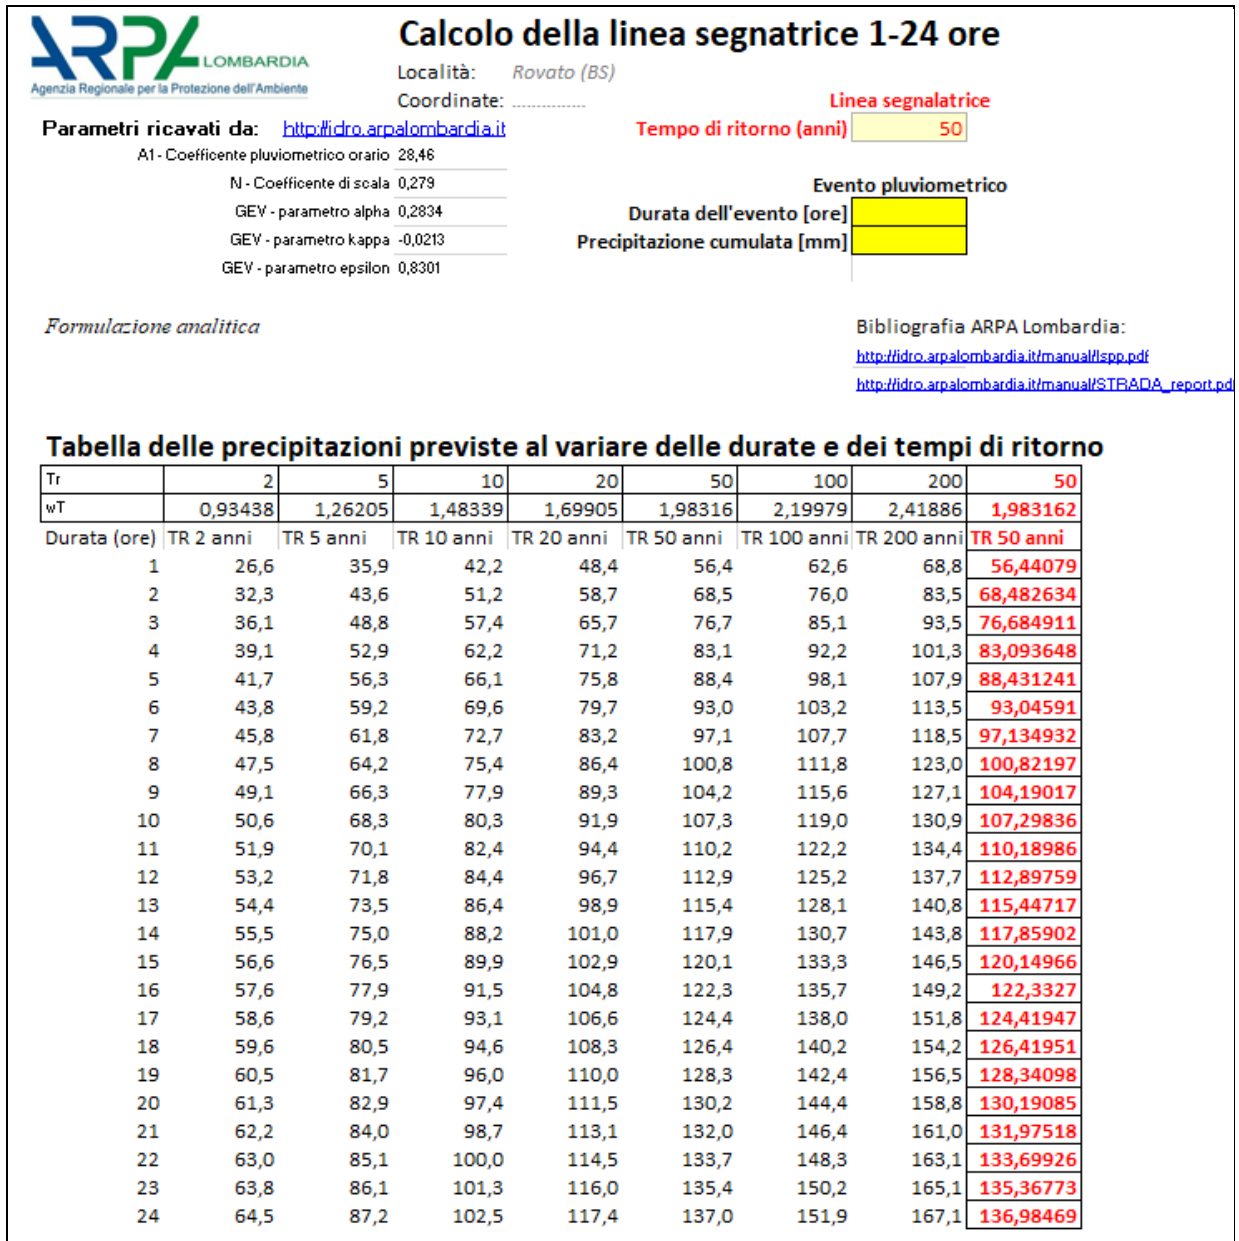 ARPA LOMBARDIA
Agenzia Regionale per la Protezione dell'Ambiente
Calcolo della linea segnatrice 1-24 ore
Località: Rovato (BS)
Coordinate: ................
Linea segnalatrice
Parametri ricavati da: http://idro.arpalombardia.it
Tempo di ritorno (anni) 50
A1 - Coefficente pluviometrico orario 28,46
N - Coefficente di scala 0,279
Evento pluviometrico
GEV - parametro alpha 0,2834
Durata dell'evento [ore]
GEV - parametro kappa -0,0213
Precipitazione cumulata [mm]
GEV - parametro epsilon 0,8301
Formulazione analitica
Bibliografia ARPA Lombardia:
http://idro.arpalombardia.it/manual/lspp.pdf
http://idro.arpalombardia.it/manual/STRADA_report.pdf
Tabella delle precipitazioni previste al variare delle durate e dei tempi di ritorno
Tr 2 5 10 20 50 100 200 50
wT 0,93438 1,26205 1,48339 1,69905 1,98316 2,19979 2,41886 1,983162
Durata (ore) TR 2 anni TR 5 anni TR 10 anni TR 20 anni TR 50 anni TR 100 anni TR 200 anni TR 50 anni
1 26,6 35,9 42,2 48,4 56,4 62,6 68,8 56,44079
2 32,3 43,6 51,2 58,7 68,5 76,0 83,5 68,482634
3 36,1 48,8 57,4 65,7 76,7 85,1 93,5 76,684911
4 39,1 52,9 62,2 71,2 83,1 92,2 101,3 83,093648
5 41,7 56,3 66,1 75,8 88,4 98,1 107,9 88,431241
6 43,8 59,2 69,6 79,7 93,0 103,2 113,5 93,04591
7 45,8 61,8 72,7 83,2 97,1 107,7 118,5 97,134932
8 47,5 64,2 75,4 86,4 100,8 111,8 123,0 100,82197
9 49,1 66,3 77,9 89,3 104,2 115,6 127,1 104,19017
10 50,6 68,3 80,3 91,9 107,3 119,0 130,9 107,29836
11 51,9 70,1 82,4 94,4 110,2 122,2 134,4 110,18986
12 53,2 71,8 84,4 96,7 112,9 125,2 137,7 112,89759
13 54,4 73,5 86,4 98,9 115,4 128,1 140,8 115,44717
14 55,5 75,0 88,2 101,0 117,9 130,7 143,8 117,85902
15 56,6 76,5 89,9 102,9 120,1 133,3 146,5 120,14966
16 57,6 77,9 91,5 104,8 122,3 135,7 149,2 122,3327
17 58,6 79,2 93,1 106,6 124,4 138,0 151,8 124,41947
18 59,6 80,5 94,6 108,3 126,4 140,2 154,2 126,41951
19 60,5 81,7 96,0 110,0 128,3 142,4 156,5 128,34098
20 61,3 82,9 97,4 111,5 130,2 144,4 158,8 130,19085
21 62,2 84,0 98,7 113,1 132,0 146,4 161,0 131,97518
22 63,0 85,1 100,0 114,5 133,7 148,3 163,1 133,69926
23 63,8 86,1 101,3 116,0 135,4 150,2 165,1 135,36773
24 64,5 87,2 102,5 117,4 137,0 151,9 167,1 136,98469